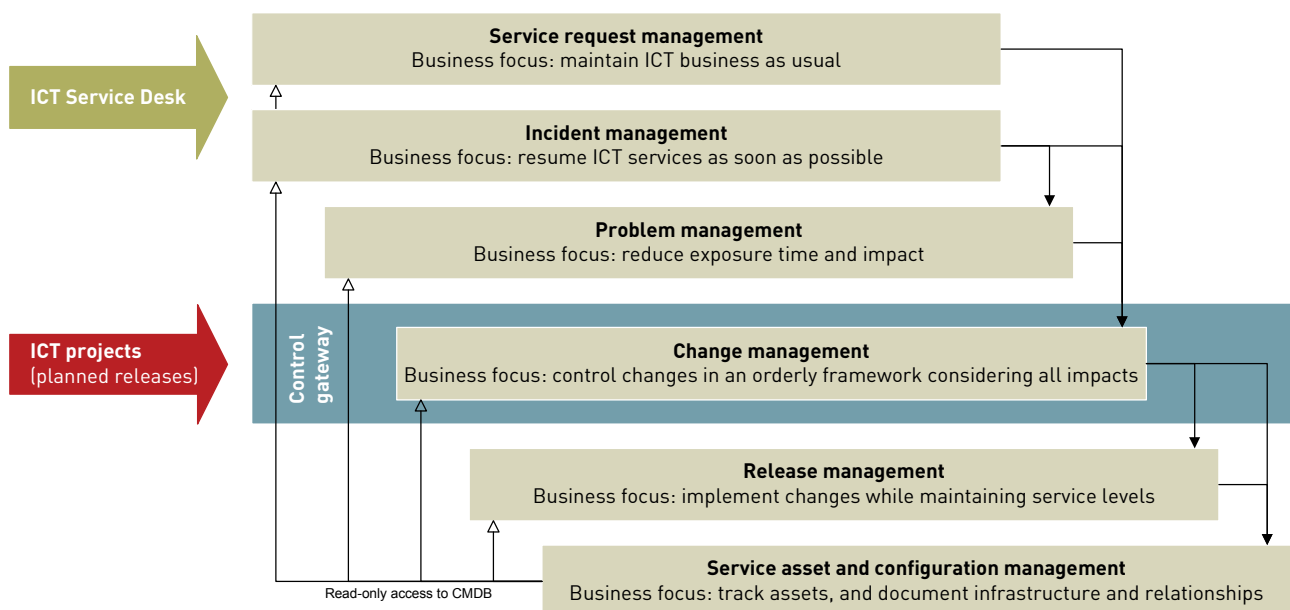 Service request management
Business focus: maintain ICT business as usual
ICT Service Desk
Incident management
Business focus: resume ICT services as soon as possible
Problem management
Business focus: reduce exposure time and impact
ICT projects
(planned releases)
Control
gateway
Change management
Business focus: control changes in an orderly framework considering all impacts
Release management
Business focus: implement changes while maintaining service levels
Service asset and configuration management
Business focus: track assets, and document infrastructure and relationships
Read-only access to CMDB